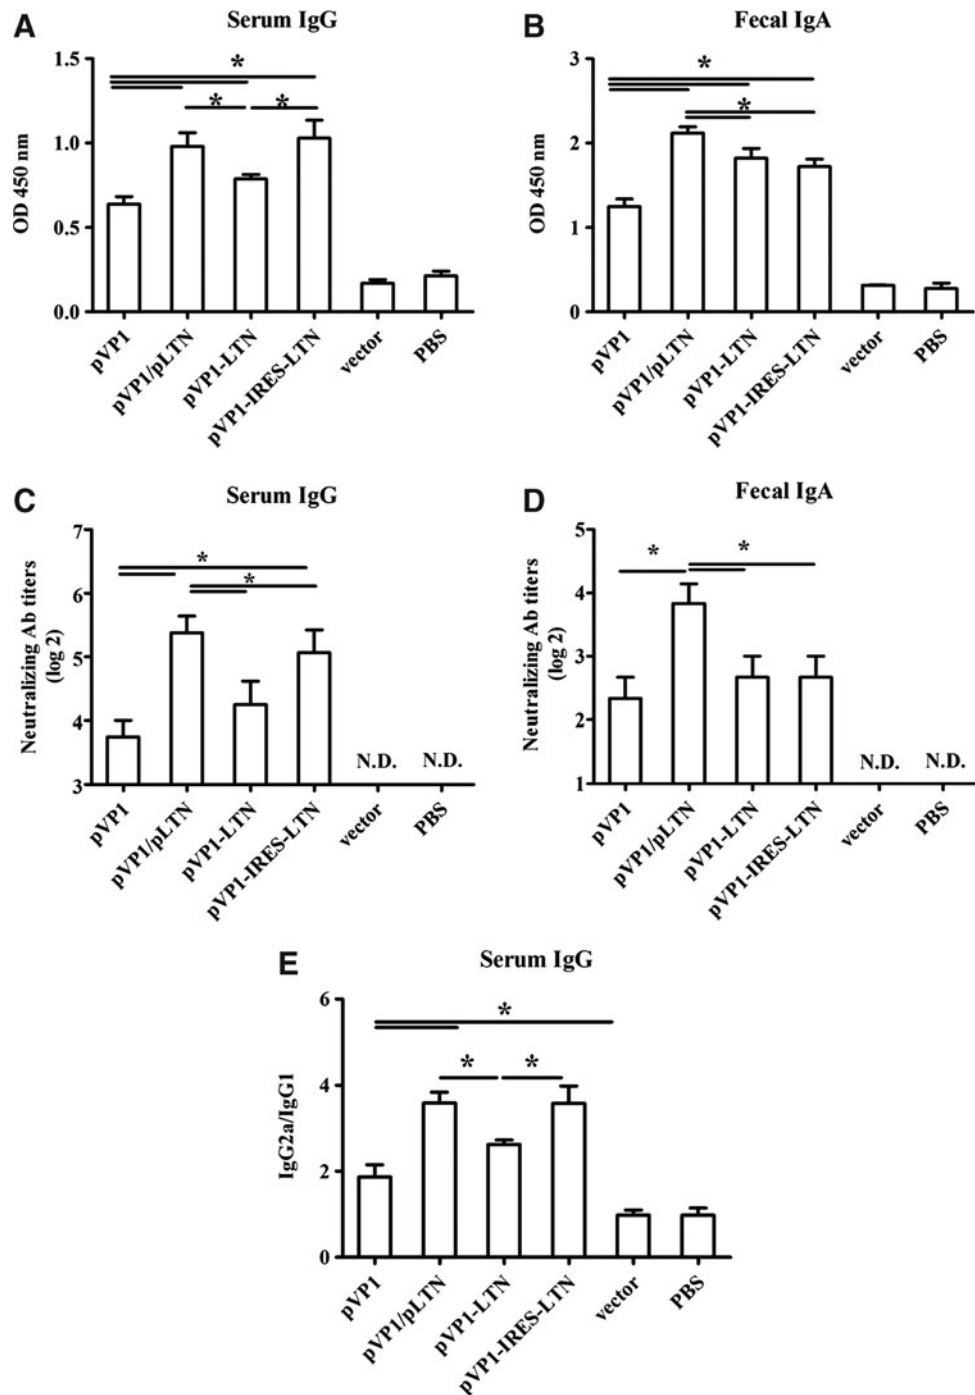 A
Serum IgG
OD 450 nm
1.5
1.0
0.5
0.0
*
*
*
pVP1
pVP1/pLTN
pVP1-LTN
pVP1-IRES-LTN
vector
PBS
B
Fecal IgA
OD 450 nm
3
2
1
0
*
*
pVP1
pVP1/pLTN
pVP1-LTN
pVP1-IRES-LTN
vector
PBS
C
Serum IgG
Neutralizing Ab titers
(log 2)
7
6
5
4
3
*
*
N.D.
N.D.
pVP1
pVP1/pLTN
pVP1-LTN
pVP1-IRES-LTN
vector
PBS
D
Fecal IgA
Neutralizing Ab titers
(log 2)
5
4
3
2
1
*
*
N.D.
N.D.
pVP1
pVP1/pLTN
pVP1-LTN
pVP1-IRES-LTN
vector
PBS
E
Serum IgG
IgG2a/IgG1
6
4
2
0
*
*
*
pVP1
pVP1/pLTN
pVP1-LTN
pVP1-IRES-LTN
vector
PBS